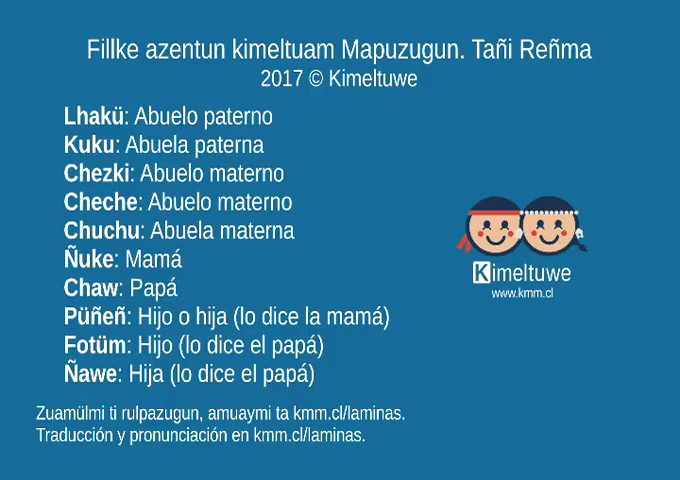 Fillke azentun kimeltuam Mapuzugun. Tañi Reñma
2017 © Kimeltuwe
Lhakü: Abuelo paterno
Kuku: Abuela paterna
Chezki: Abuelo materno
Cheche: Abuelo materno
Chuchu: Abuela materna
Ñuke: Mamá
Chaw: Papá
Püñeñ: Hijo o hija (lo dice la mamá)
Fotüm: Hijo (lo dice el papá)
Ñawe: Hija (lo dice el papá)
Kimeltuwe
www.kmm.cl
Zuamülmi ti rulpazugun, amuaymi ta kmm.cl/laminas.
Traducción y pronunciación en kmm.cl/laminas.